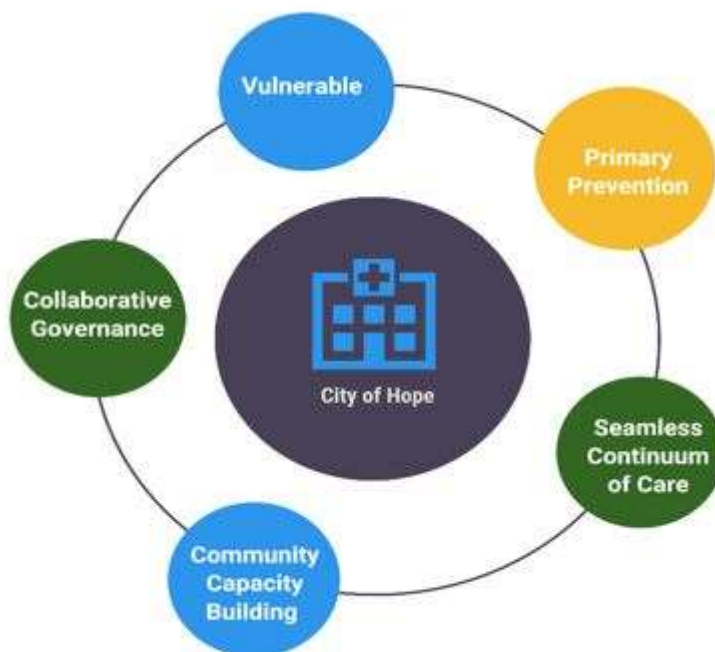 Vulnerable
Primary
Prevention
Collaborative
Governance
City of Hope
Seamless
Continuum
of Care
Community
Capacity
Building